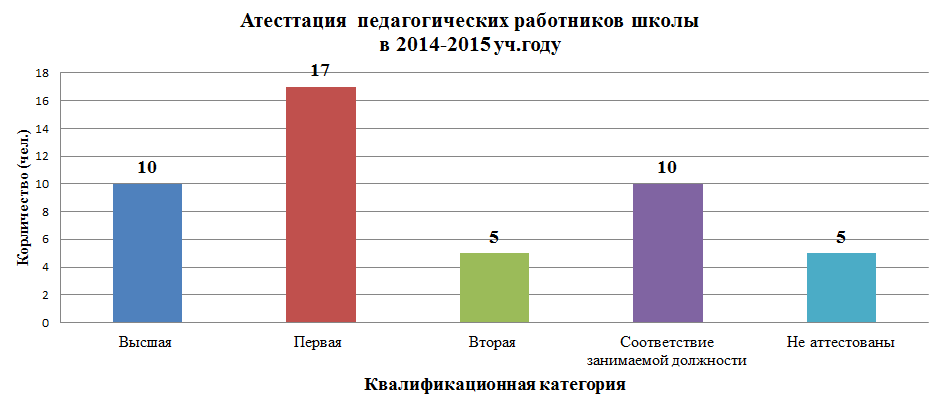 Атесттация педагогических работников школы
в 2014-2015 уч.году
Корличество (чел.)
18
16
14
12
10
8
6
4
2
0
10
17
5
10
5
Высшая
Первая
Вторая
Соответствие
занимаемой должности
Не аттестованы
Квалификационная категория